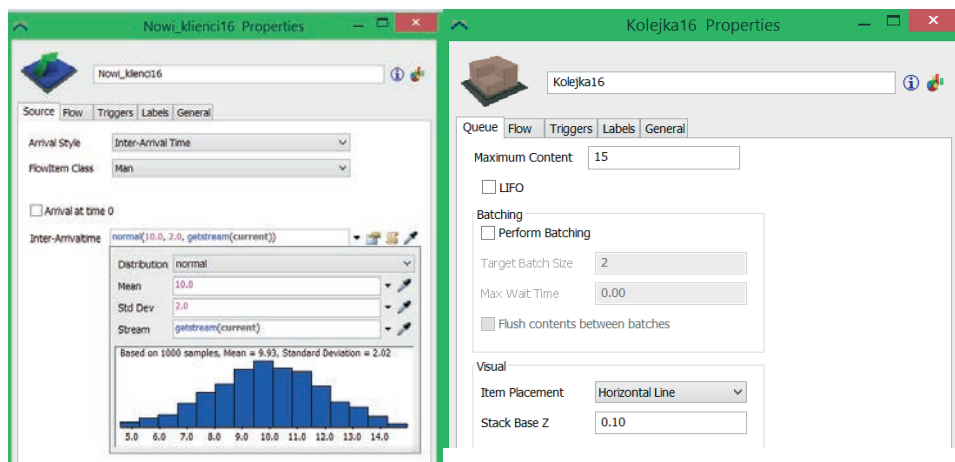 Nowi_klienci16 Properties
Nowi_klienci16
Source Flow Triggers Labels General
Arrival Style Inter-Arrival Time
FlowItem Class Man
Arrival at time 0
Inter-Arrivaltime normal(10.0, 2.0, getstream(current))
Distribution normal
Mean 10.0
Std Dev 2.0
Stream getstream(current)
Based on 1000 samples, Mean = 9.93, Standard Deviation = 2.02
5.0 6.0 7.0 8.0 9.0 10.0 11.0 12.0 13.0 14.0
Kolejka16 Properties
Kolejka16
Queue Flow Triggers Labels General
Maximum Content 15
LIFO
Batching
Perform Batching
Target Batch Size 2
Max Wait Time 0.00
Flush contents between batches
Visual
Item Placement Horizontal Line
Stack Base Z 0.10